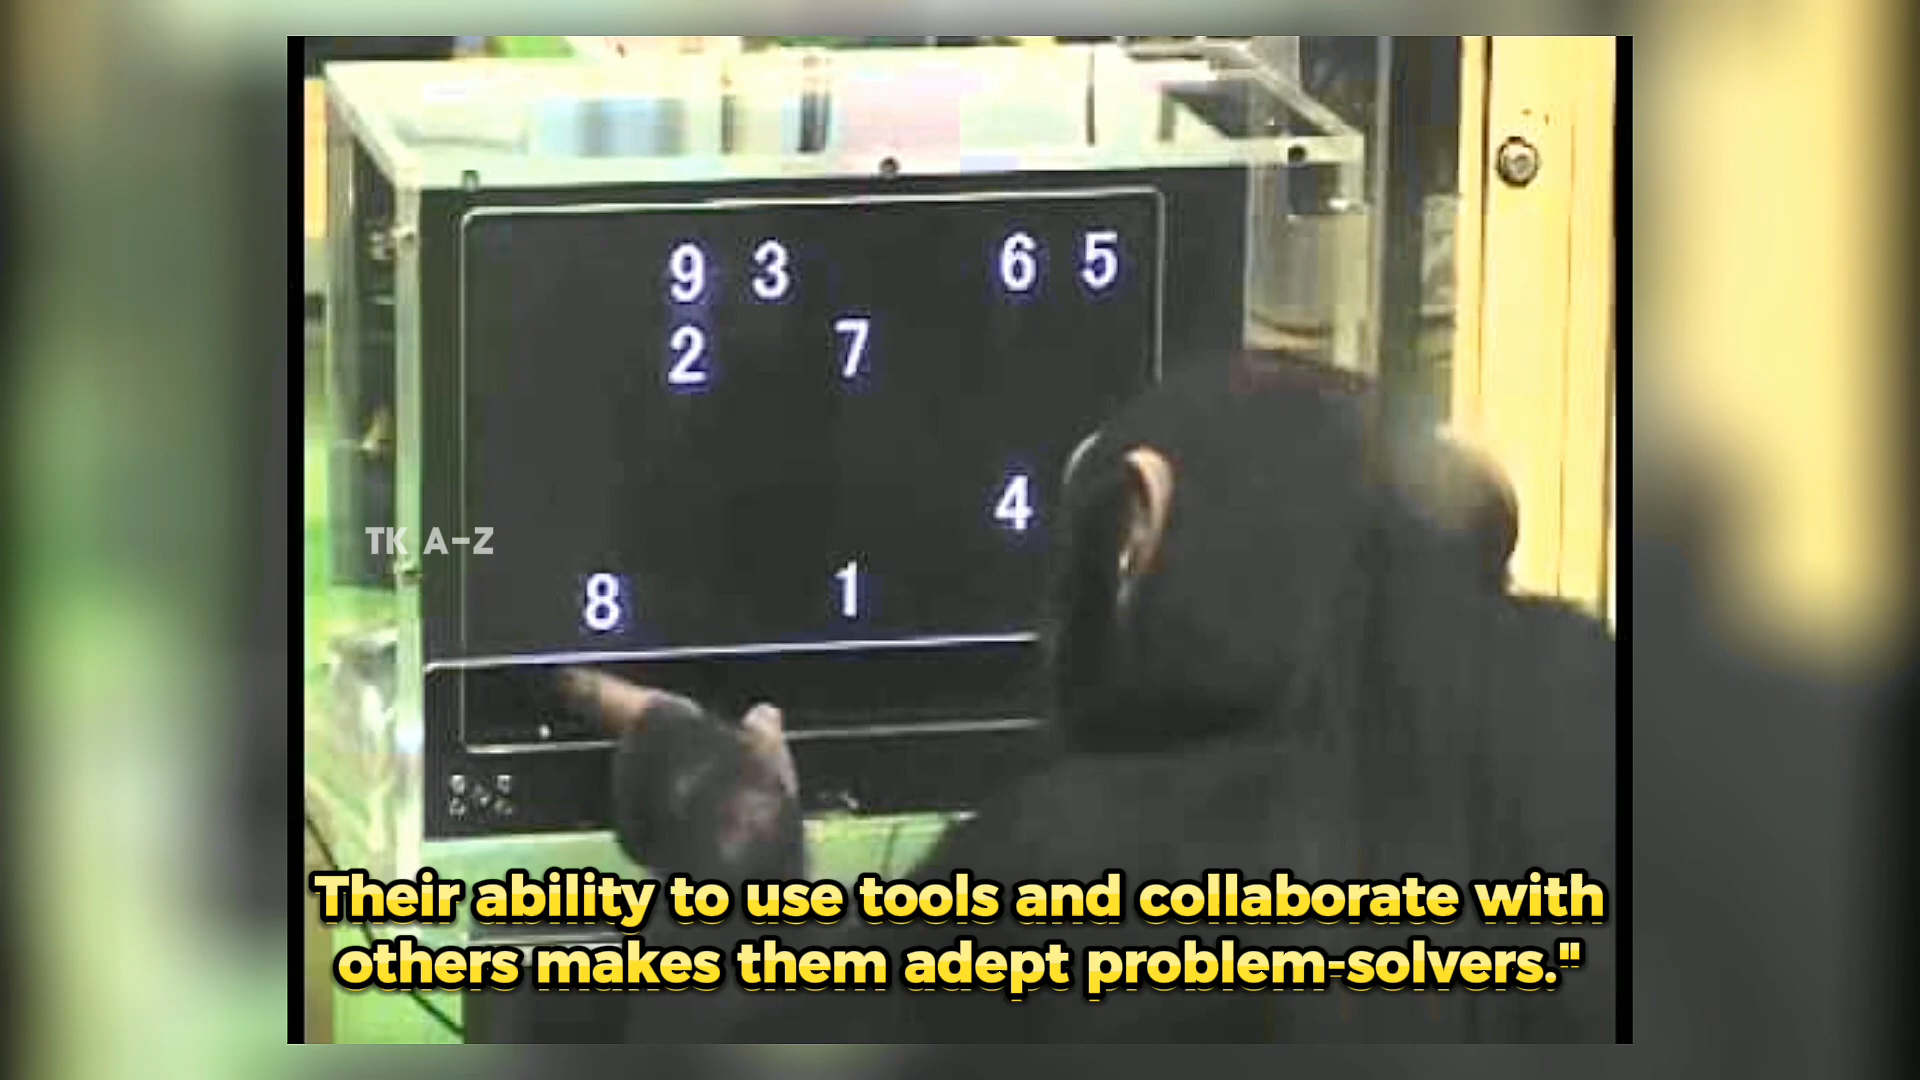 9 3 6 5
2 7
4
TK A-Z
8 1
Their ability to use tools and collaborate with
others makes them adept problem-solvers."